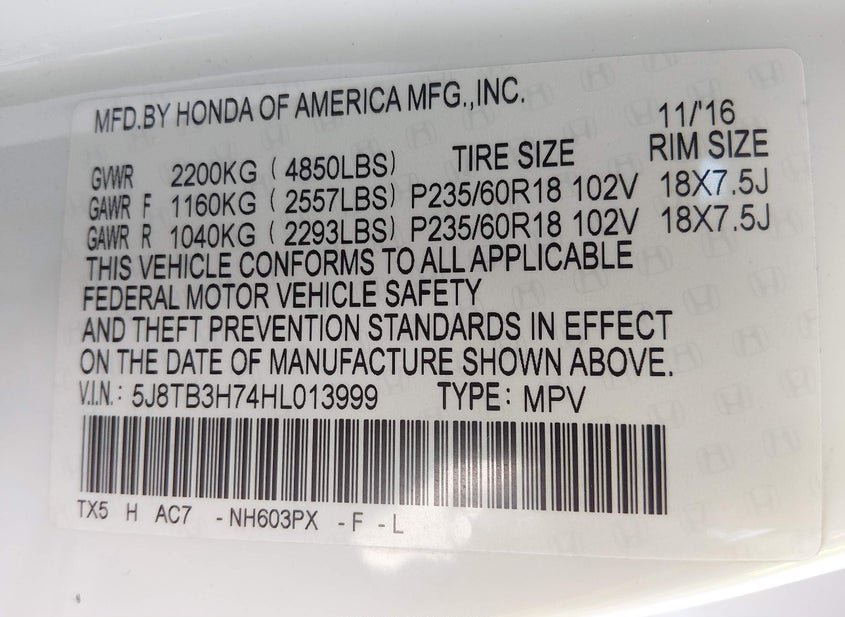 MFD.BY HONDA OF AMERICA MFG.,INC. 11/'16
TIRE SIZE RIM SIZE
GVWR 2200KG ( 4850LBS)
GAWR F 1160KG ( 2557LBS) P235/60R18 102V 18X7.5J
GAWR R 1040KG ( 2293LBS) P235/60R18 102V 18X7.5J
THIS VEHICLE CONFORMS TO ALL APPLICABLE
FEDERAL MOTOR VEHICLE SAFETY
AND THEFT PREVENTION STANDARDS IN EFFECT
ON THE DATE OF MANUFACTURE SHOWN ABOVE.
V.I.N.: 5J8TB3H74HL013999 TYPE: MPV
TX5 H AC7 -NH603PX -F -L